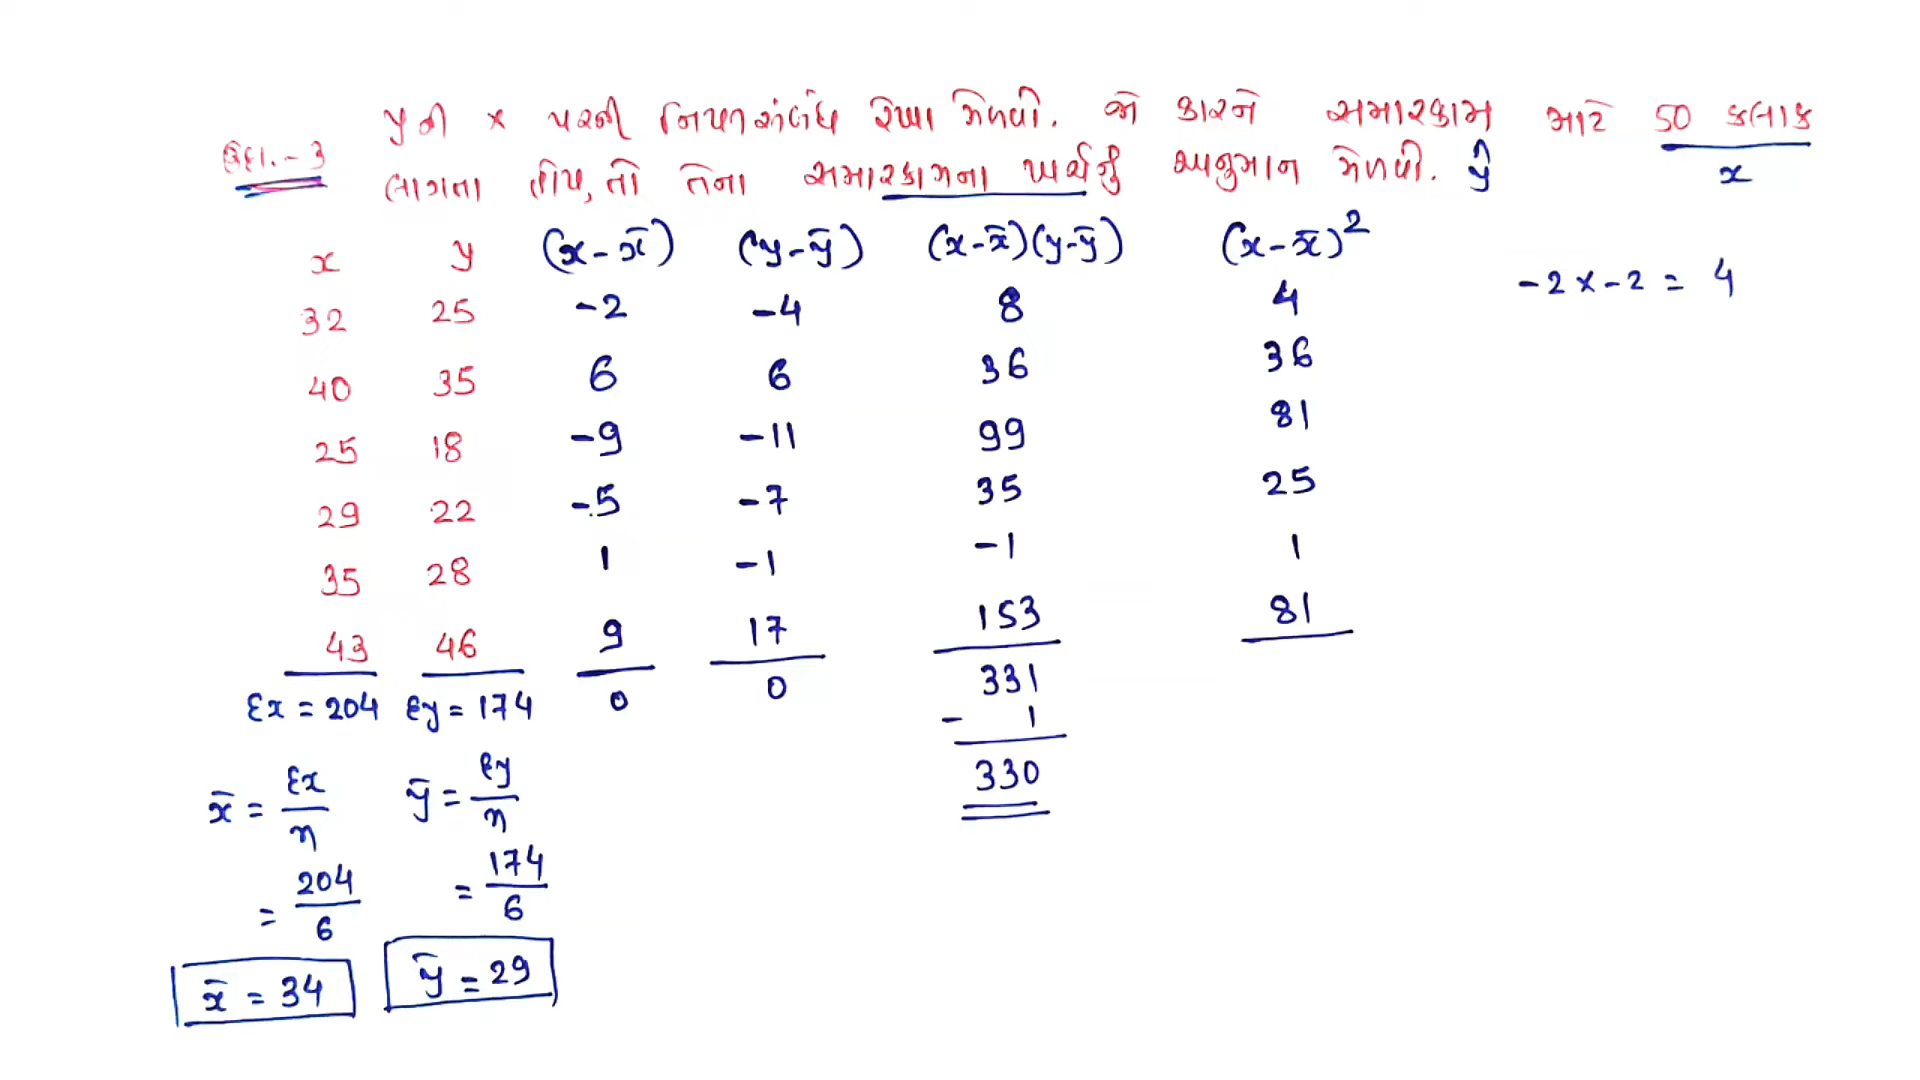 ઉદા.-3 yની x પરની નિયતસંબંધ રેખા મેળવો. જો કારને સમારકામ માટે 50 કલાક
લાગતા હોય, તો તેના સમારકામના ખર્ચનું અનુમાન મેળવો. ŷ x
x y (x-x̄) (y-ȳ) (x-x̄)(y-ȳ) (x-x̄)²
-2x-2 = 4
32 25 -2 -4 8 4
40 35 6 6 36 36
25 18 -9 -11 99 81
29 22 -5 -7 35 25
35 28 1 -1 -1 1
43 46 9 17 153 81
Σx = 204 Σy = 174 0 0 331
- 1
330
x̄ = Σx/n ȳ = Σy/n
= 204/6 = 174/6
x̄ = 34 ȳ = 29